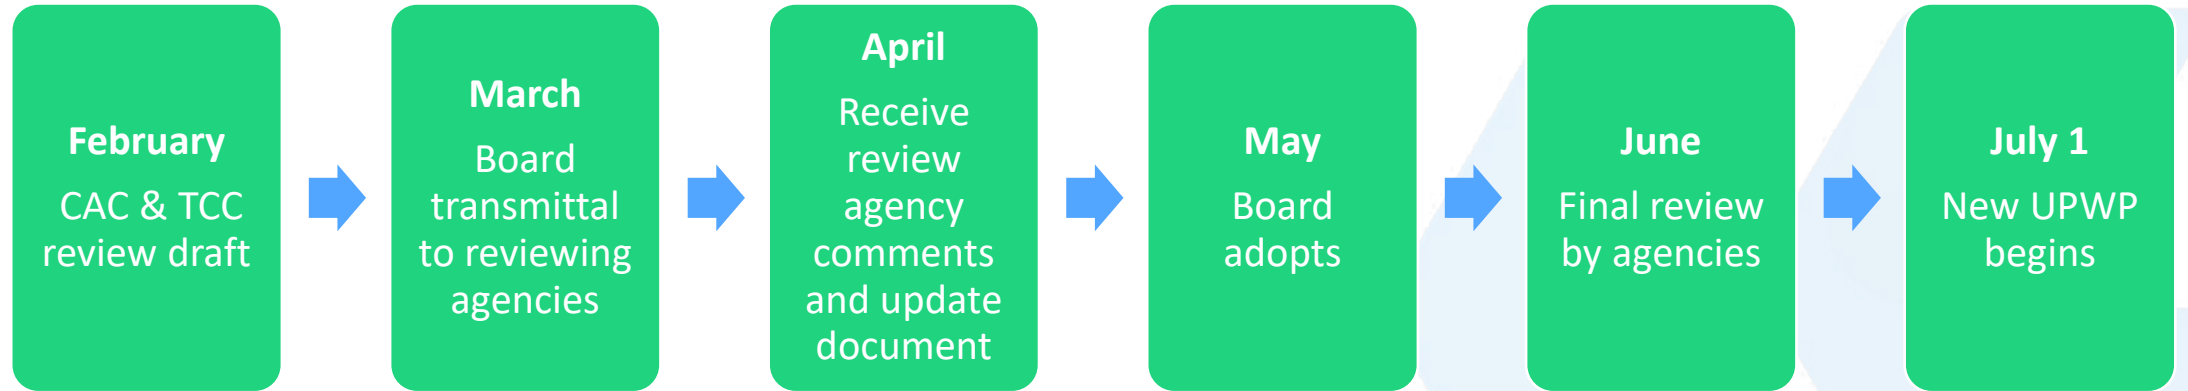 February
CAC & TCC
review draft
March
Board
transmittal
to reviewing
agencies
April
Receive
review
agency
comments
and update
document
May
Board
adopts
June
Final review
by agencies
July 1
New UPWP
begins